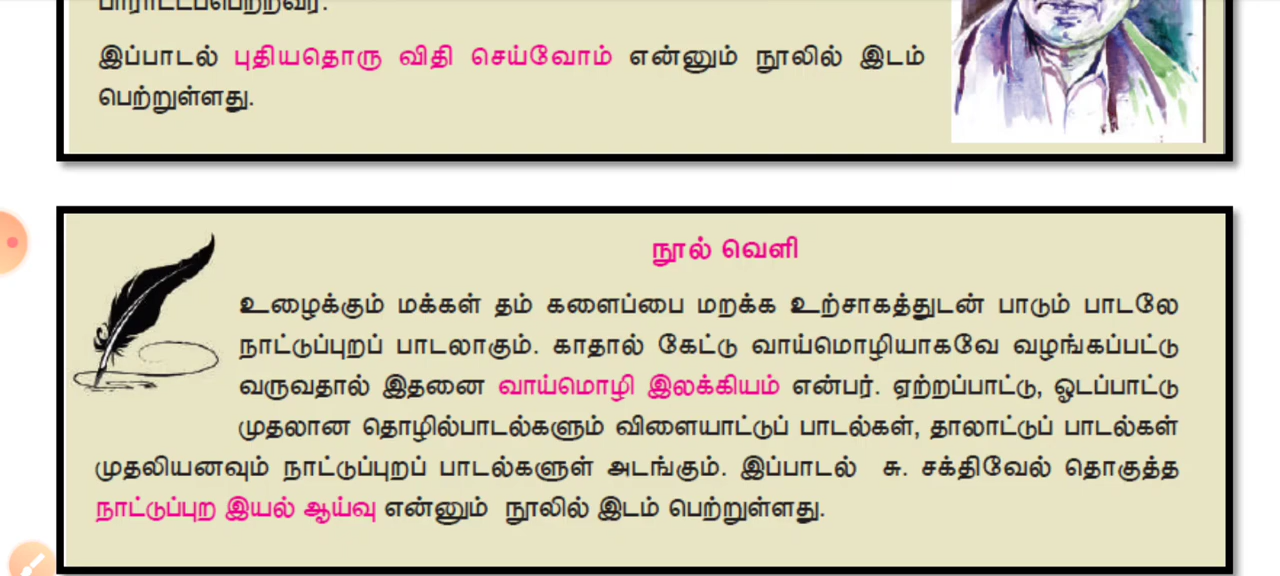 பாராட்டப்பெற்றவர்.
இப்பாடல் புதியதொரு விதி செய்வோம் என்னும் நூலில் இடம்
பெற்றுள்ளது.
நூல் வெளி
உழைக்கும் மக்கள் தம் களைப்பை மறக்க உற்சாகத்துடன் பாடும் பாடலே
நாட்டுப்புறப் பாடலாகும். காதால் கேட்டு வாய்மொழியாகவே வழங்கப்பட்டு
வருவதால் இதனை வாய்மொழி இலக்கியம் என்பர். ஏற்றப்பாட்டு, ஓடப்பாட்டு
முதலான தொழில்பாடல்களும் விளையாட்டுப் பாடல்கள், தாலாட்டுப் பாடல்கள்
முதலியனவும் நாட்டுப்புறப் பாடல்களுள் அடங்கும். இப்பாடல் சு. சக்திவேல் தொகுத்த
நாட்டுப்புற இயல் ஆய்வு என்னும் நூலில் இடம் பெற்றுள்ளது.